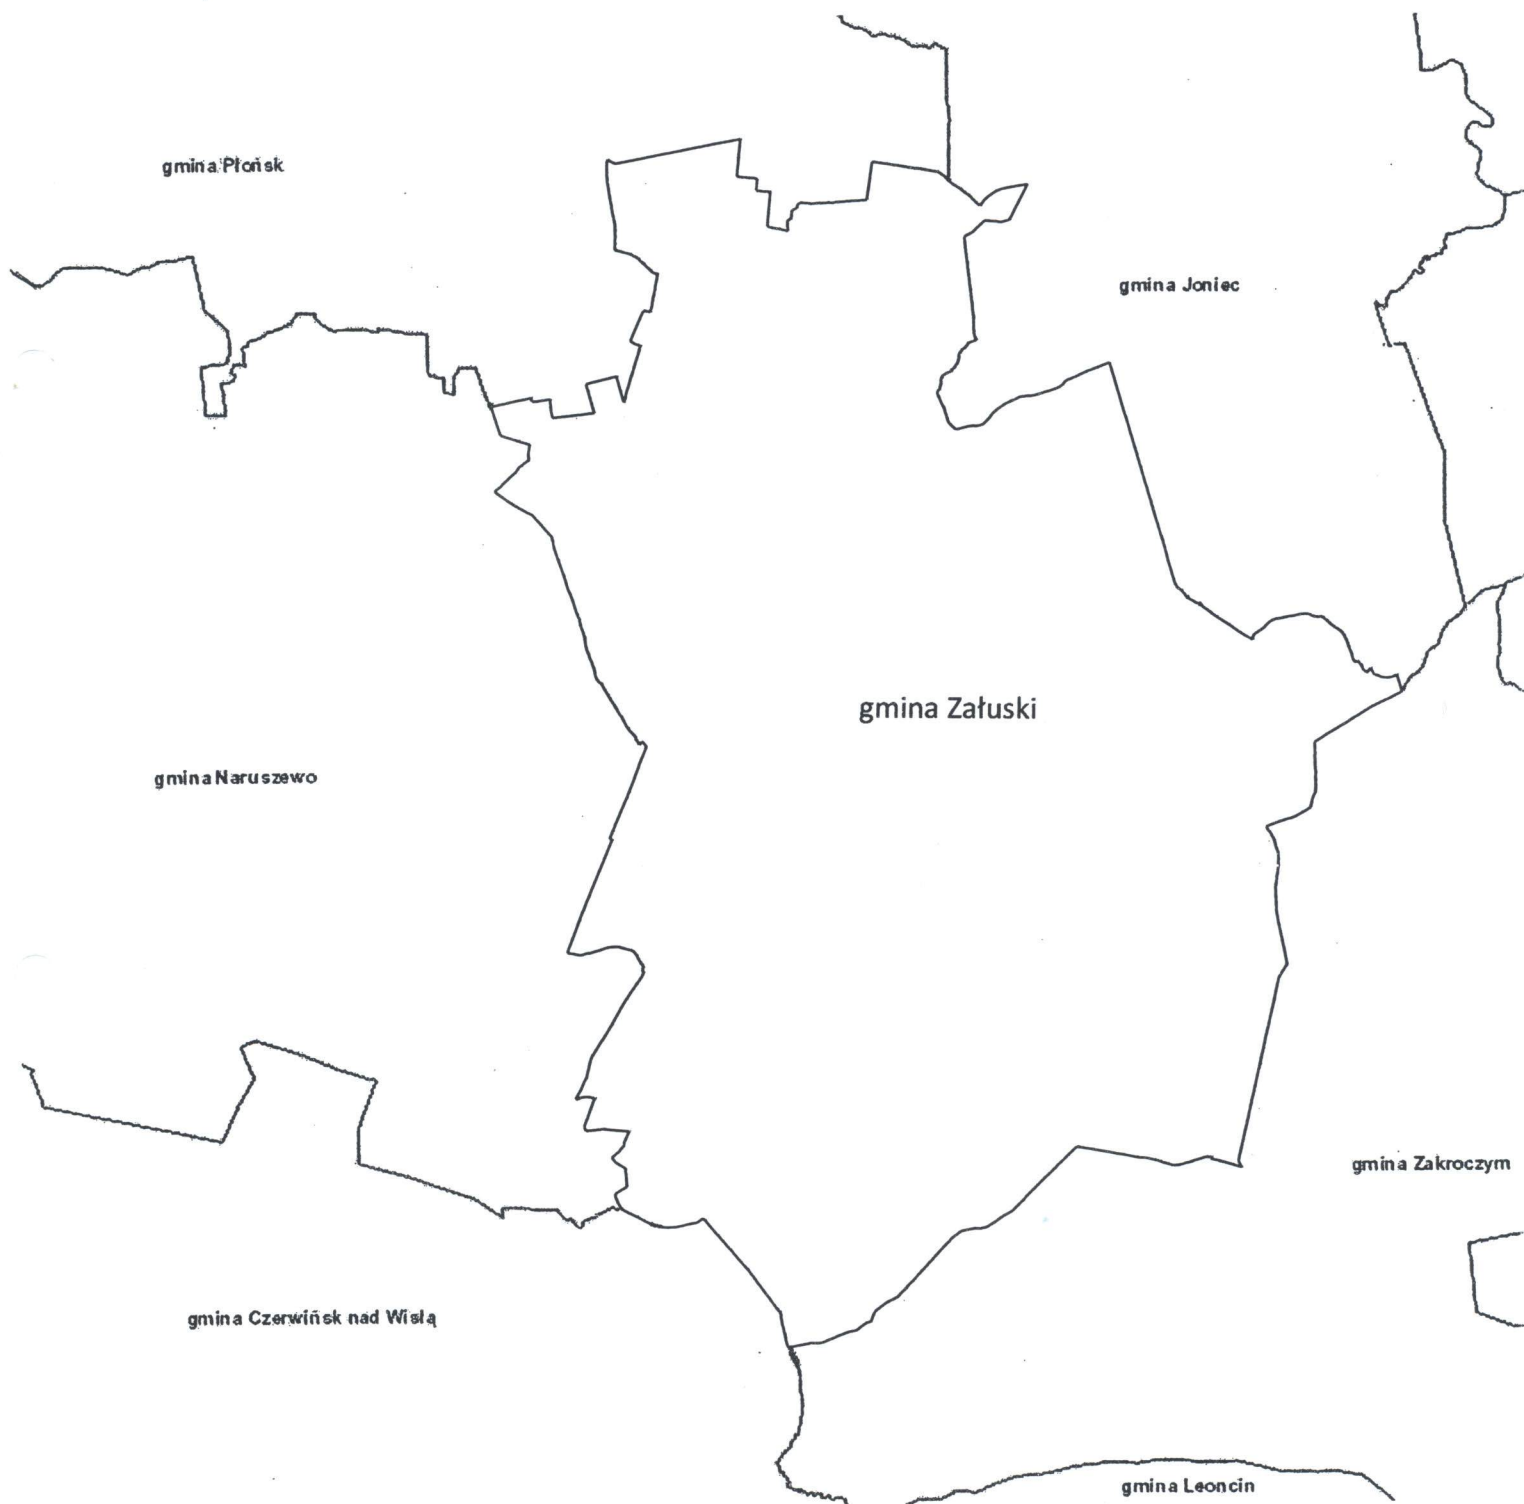 gmina Płońsk
gmina Joniec
gmina Załuski
gmina Naruszewo
gmina Zakroczym
gmina Czerwińsk nad Wisłą
gmina Leoncin